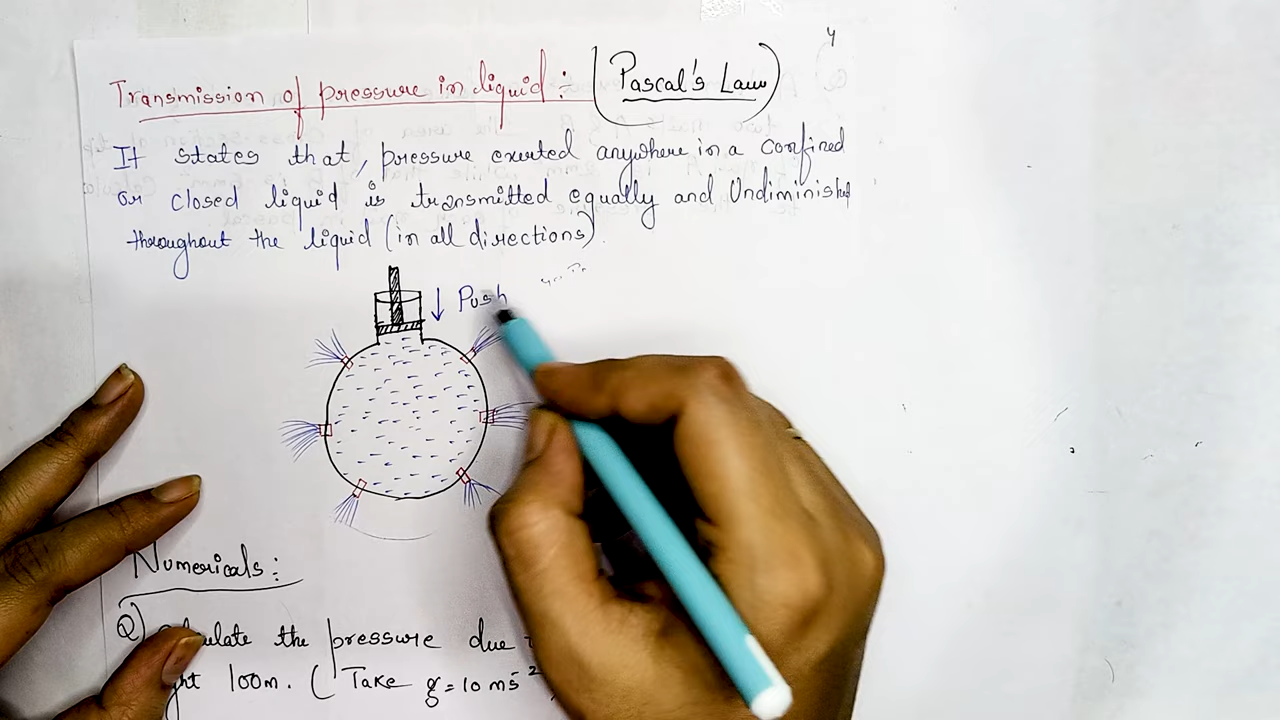 4
Transmission of pressure in liquid :- (Pascal's Law)
It states that, pressure exerted anywhere in a confined
or closed liquid is transmitted equally and Undiminished
throughout the liquid (in all directions).
↓ Push
Numericals :
Q) Calculate the pressure due
100m. ( Take g = 10 ms⁻²